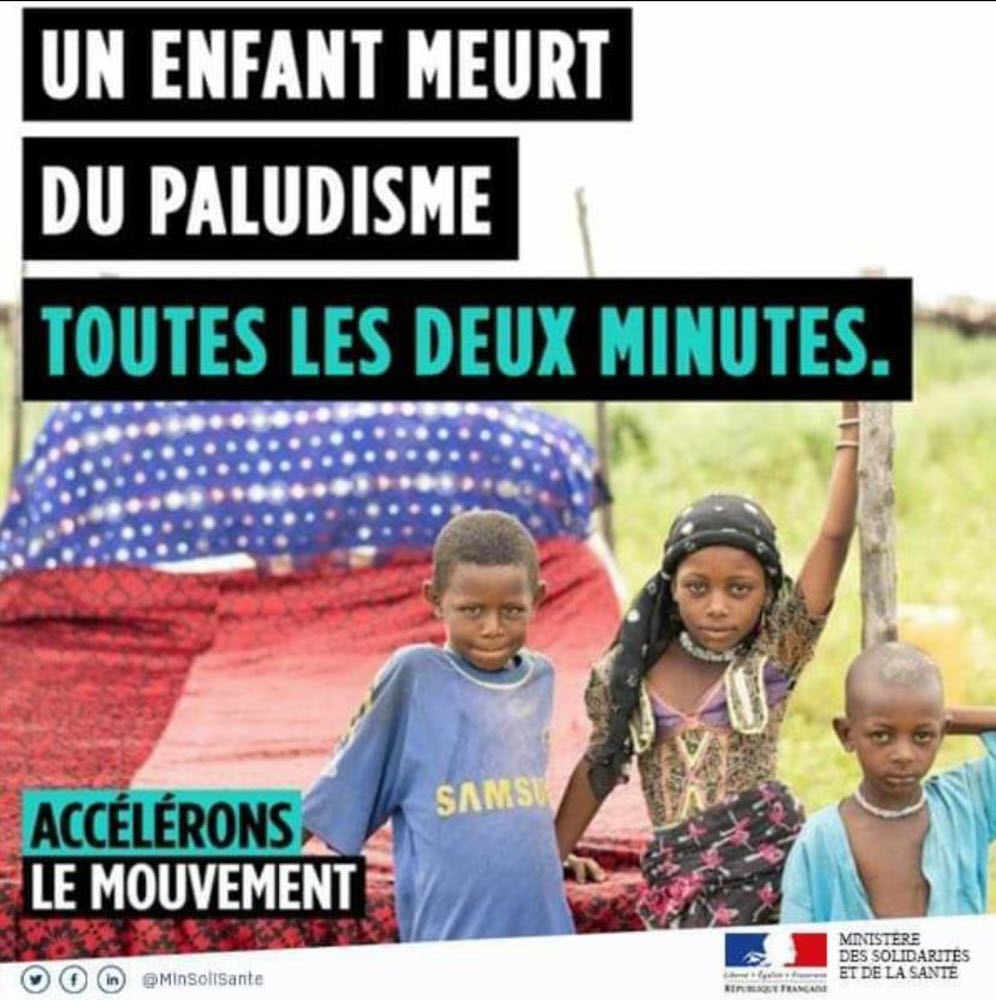 UN ENFANT MEURT
DU PALUDISME
TOUTES LES DEUX MINUTES.
SAMSU
ACCÉLÉRONS
LE MOUVEMENT
@MinSoliSante
Liberté • Égalité • Fraternité
RÉPUBLIQUE FRANÇAISE
MINISTÈRE
DES SOLIDARITÉS
ET DE LA SANTÉ